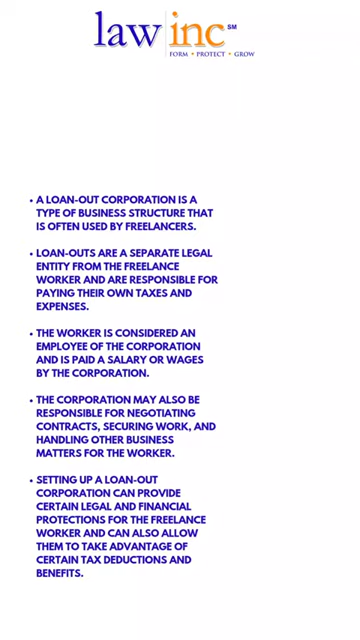 law inc SM
FORM • PROTECT • GROW
• A LOAN-OUT CORPORATION IS A
TYPE OF BUSINESS STRUCTURE THAT
IS OFTEN USED BY FREELANCERS.
• LOAN-OUTS ARE A SEPARATE LEGAL
ENTITY FROM THE FREELANCE
WORKER AND ARE RESPONSIBLE FOR
PAYING THEIR OWN TAXES AND
EXPENSES.
• THE WORKER IS CONSIDERED AN
EMPLOYEE OF THE CORPORATION
AND IS PAID A SALARY OR WAGES
BY THE CORPORATION.
• THE CORPORATION MAY ALSO BE
RESPONSIBLE FOR NEGOTIATING
CONTRACTS, SECURING WORK, AND
HANDLING OTHER BUSINESS
MATTERS FOR THE WORKER.
• SETTING UP A LOAN-OUT
CORPORATION CAN PROVIDE
CERTAIN LEGAL AND FINANCIAL
PROTECTIONS FOR THE FREELANCE
WORKER AND CAN ALSO ALLOW
THEM TO TAKE ADVANTAGE OF
CERTAIN TAX DEDUCTIONS AND
BENEFITS.